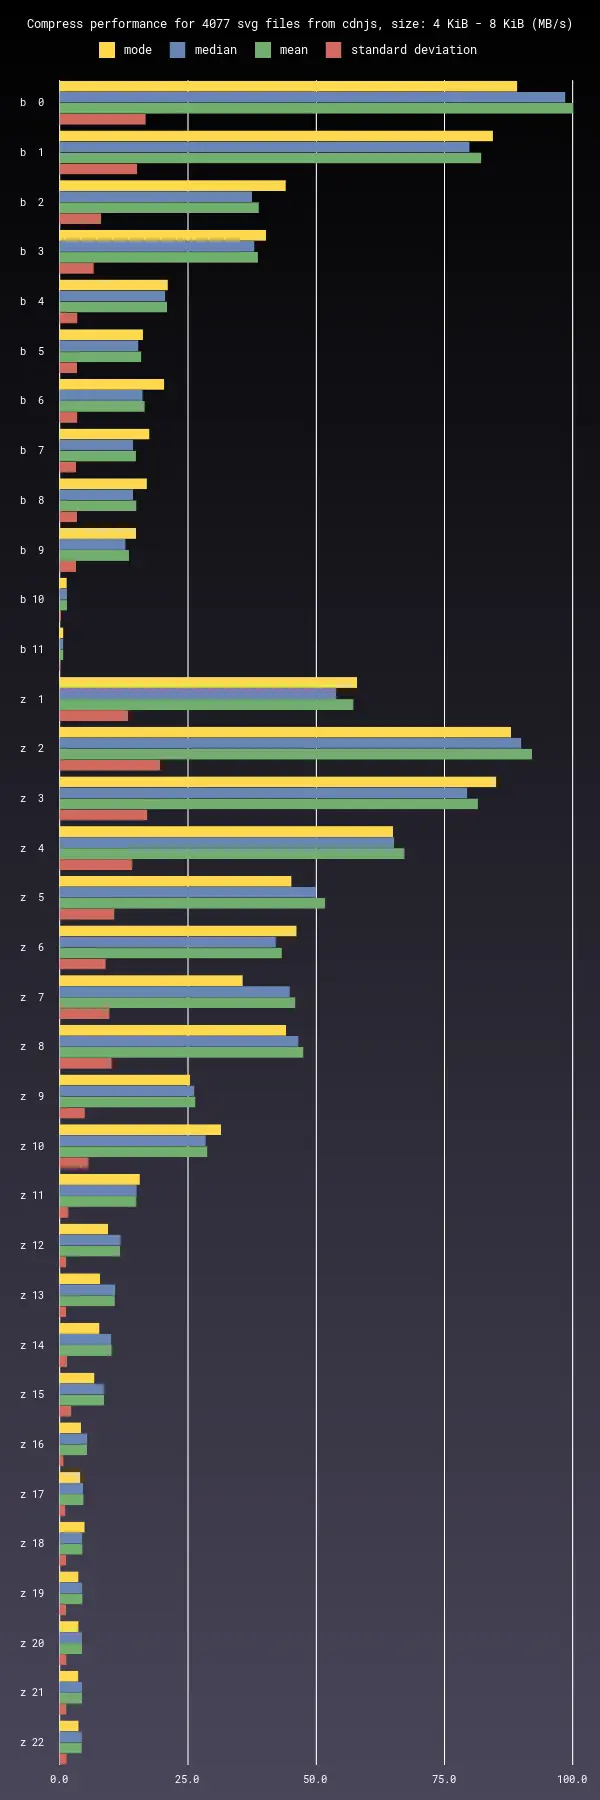 Compress performance for 4077 svg files from cdnjs, size: 4 KiB - 8 KiB (MB/s)
mode median mean standard deviation
b 0
b 1
b 2
b 3
b 4
b 5
b 6
b 7
b 8
b 9
b 10
b 11
z 1
z 2
z 3
z 4
z 5
z 6
z 7
z 8
z 9
z 10
z 11
z 12
z 13
z 14
z 15
z 16
z 17
z 18
z 19
z 20
z 21
z 22
0.0 25.0 50.0 75.0 100.0